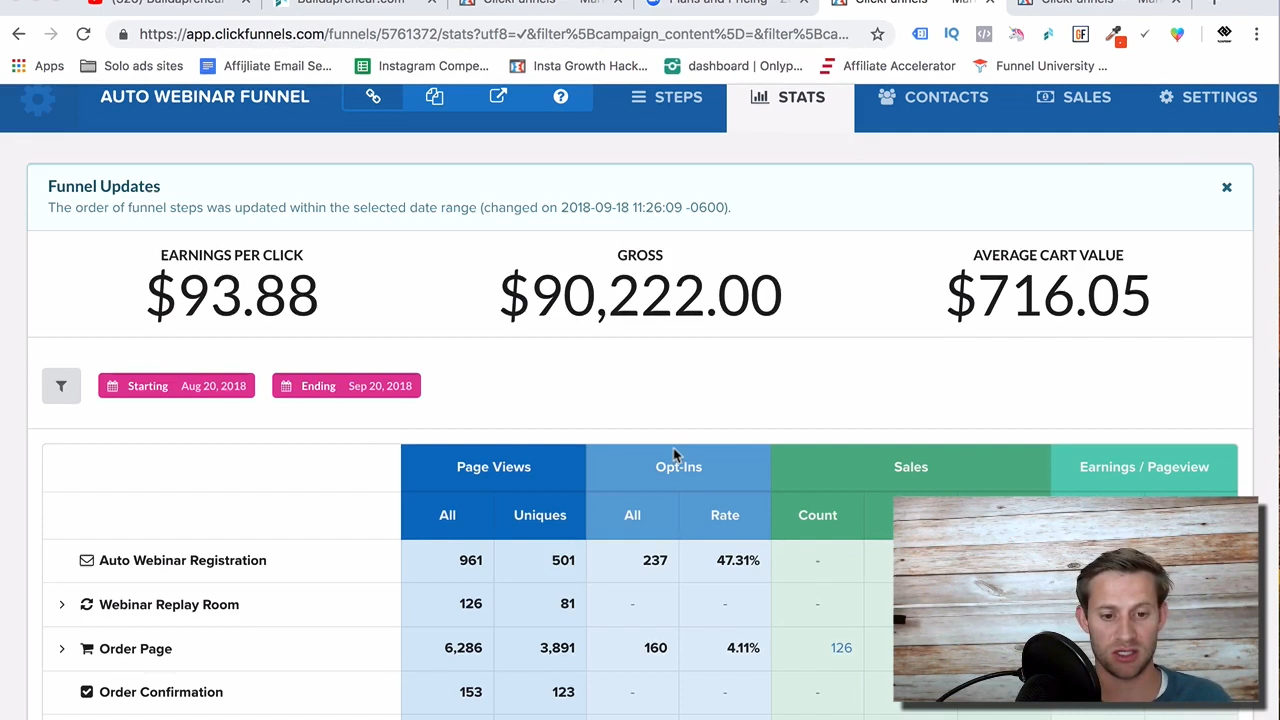 Buildapreneur.com
Plans and Pricing
https://app.clickfunnels.com/funnels/5761372/stats?utf8=✓&filter%5Bcampaign_content%5D=&filter%5Bca...
Apps Solo ads sites Affijliate Email Se... Instagram Compe... Insta Growth Hack... dashboard | Onlyp... Affiliate Accelerator Funnel University ...
AUTO WEBINAR FUNNEL STEPS STATS CONTACTS SALES SETTINGS
Funnel Updates
The order of funnel steps was updated within the selected date range (changed on 2018-09-18 11:26:09 -0600).
EARNINGS PER CLICK GROSS AVERAGE CART VALUE
$93.88 $90,222.00 $716.05
Starting Aug 20, 2018 Ending Sep 20, 2018
Page Views Opt-Ins Sales Earnings / Pageview
All Uniques All Rate Count
Auto Webinar Registration 961 501 237 47.31% -
Webinar Replay Room 126 81 - - -
Order Page 6,286 3,891 160 4.11% 126
Order Confirmation 153 123 - - -